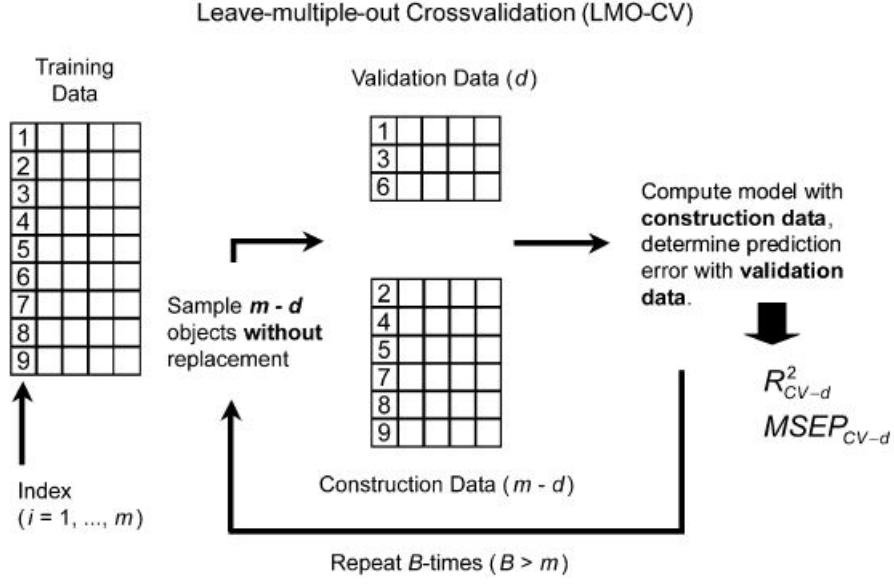 Leave-multiple-out Crossvalidation (LMO-CV)
Training
Data
1
2
3
4
5
6
7
8
9
Index
(i = 1, ..., m)
Sample m - d
objects without
replacement
Validation Data (d)
1
3
6
2
4
5
7
8
9
Construction Data (m - d)
Compute model with
construction data,
determine prediction
error with validation
data.
R²CV–d
MSEPCV–d
Repeat B-times (B > m)